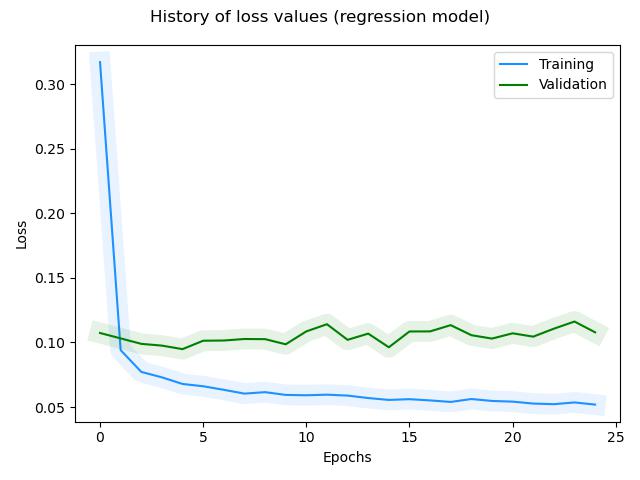 History of loss values (regression model)
Training
Validation
0.30
0.25
0.20
0.15
0.10
0.05
Loss
0
5
10
15
20
25
Epochs